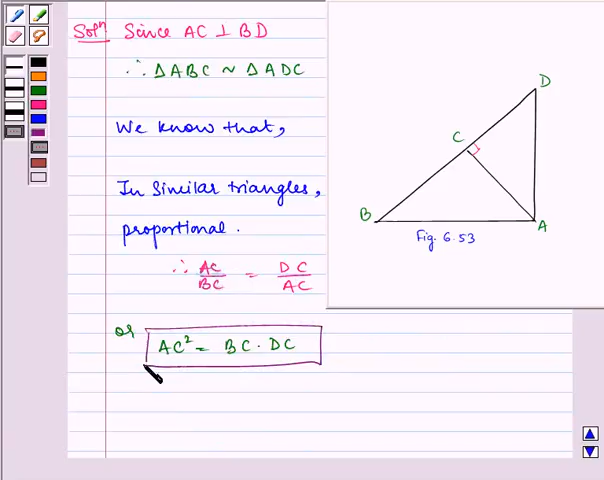 Solⁿ Since AC ⊥ BD
∴ ΔABC ~ ΔADC
We know that,
In Similar triangles,
proportional.
∴ AC/BC = DC/AC
or AC² = BC · DC
D
C
B
A
Fig. 6.53